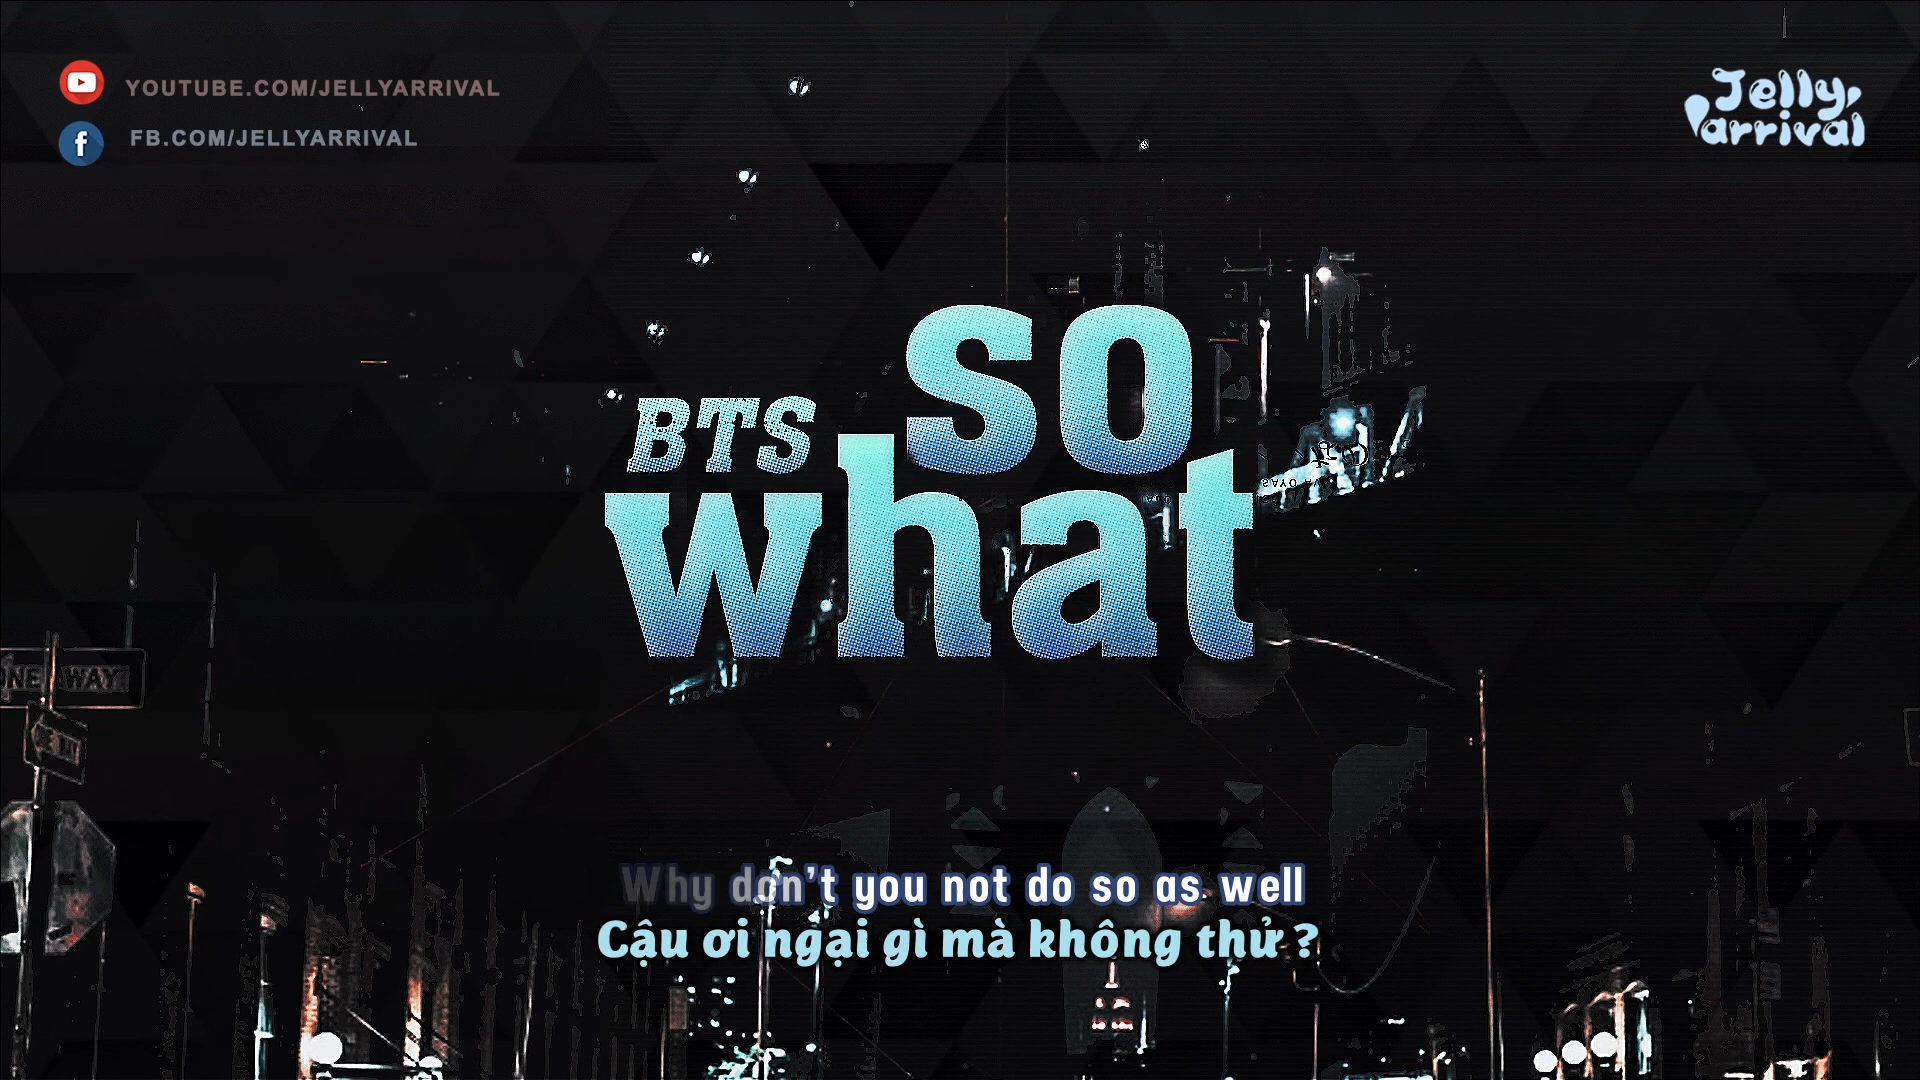 YOUTUBE.COM/JELLYARRIVAL
FB.COM/JELLYARRIVAL
Jelly arrival
BTS
so
what
ONE WAY
Why don't you not do so as well
Cậu ơi ngại gì mà không thử ?